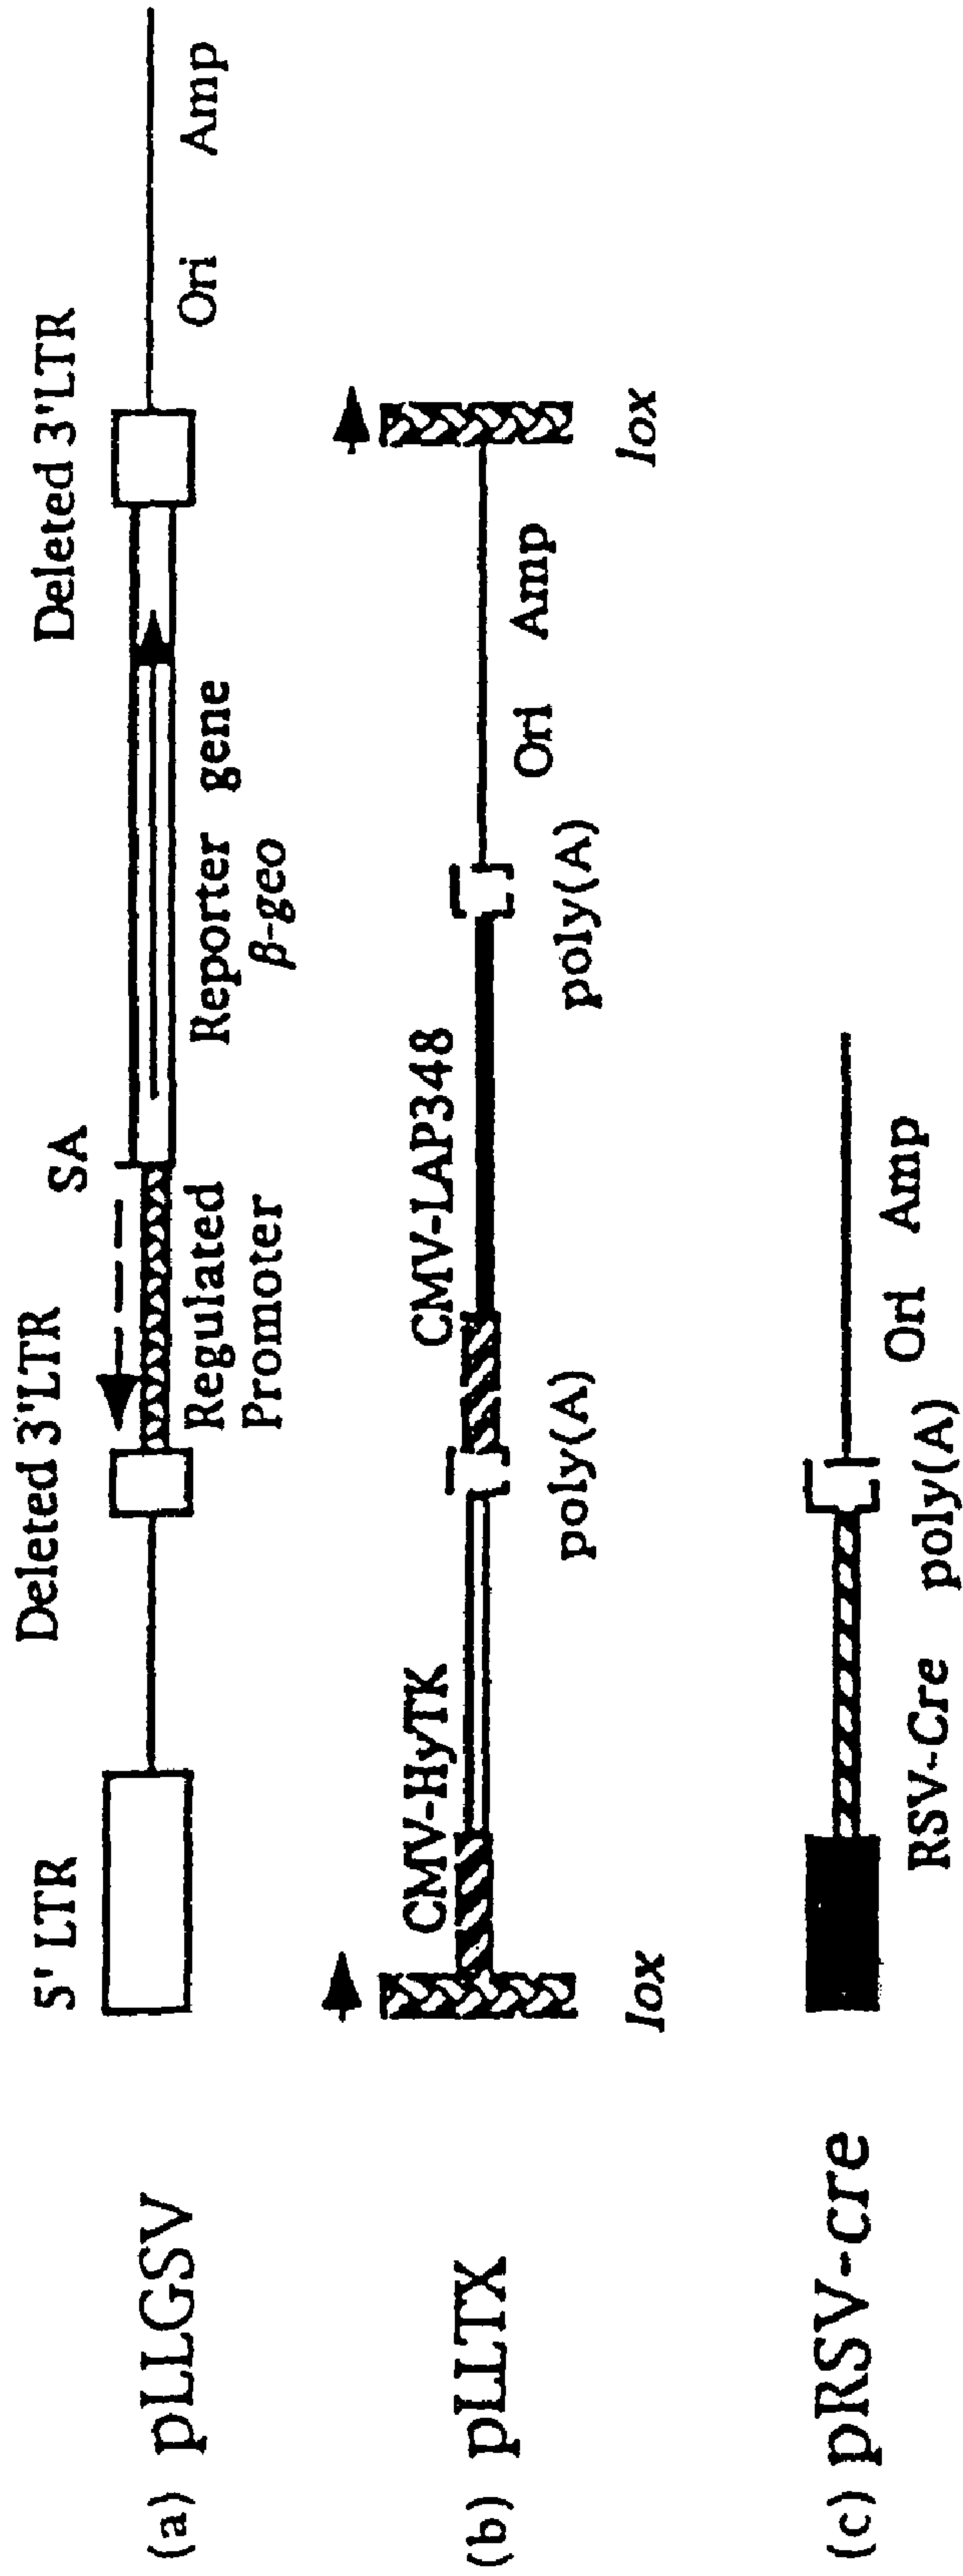 (a) pLLGSV
5' LTR
Deleted 3'LTR
SA
Deleted 3'LTR
Regulated
Promoter
Reporter gene
β-geo
Ori Amp
(b) pLLTX
CMV-HyTK
CMV-LAP348
lox
poly(A)
poly(A)
Ori Amp
lox
(c) pRSV-cre
RSV-Cre
poly(A)
Ori Amp